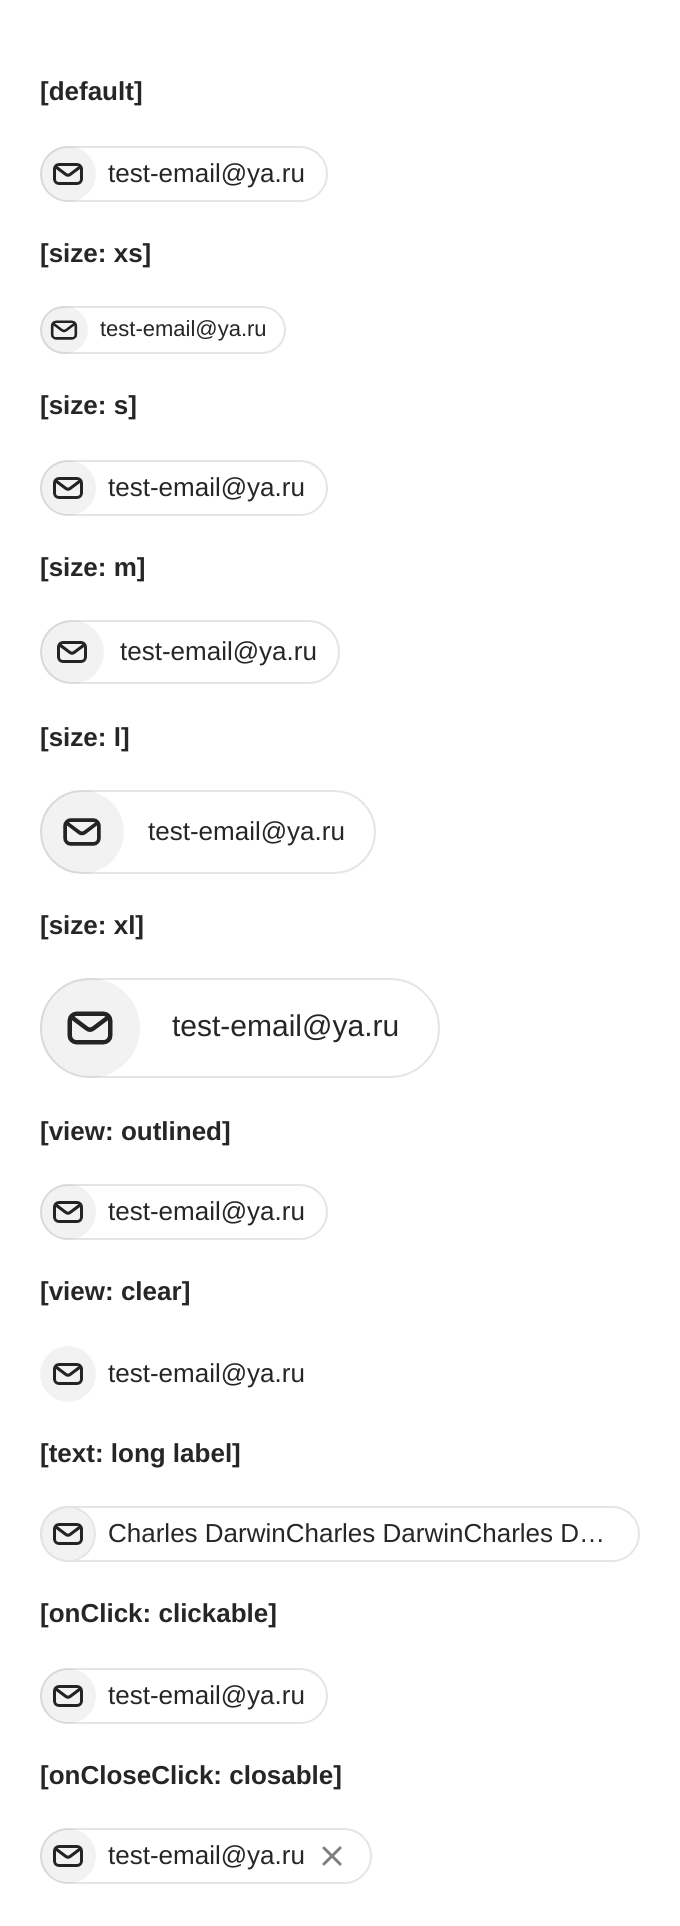 [default]
test-email@ya.ru
[size: xs]
test-email@ya.ru
[size: s]
test-email@ya.ru
[size: m]
test-email@ya.ru
[size: l]
test-email@ya.ru
[size: xl]
test-email@ya.ru
[view: outlined]
test-email@ya.ru
[view: clear]
test-email@ya.ru
[text: long label]
Charles DarwinCharles DarwinCharles D…
[onClick: clickable]
test-email@ya.ru
[onCloseClick: closable]
test-email@ya.ru